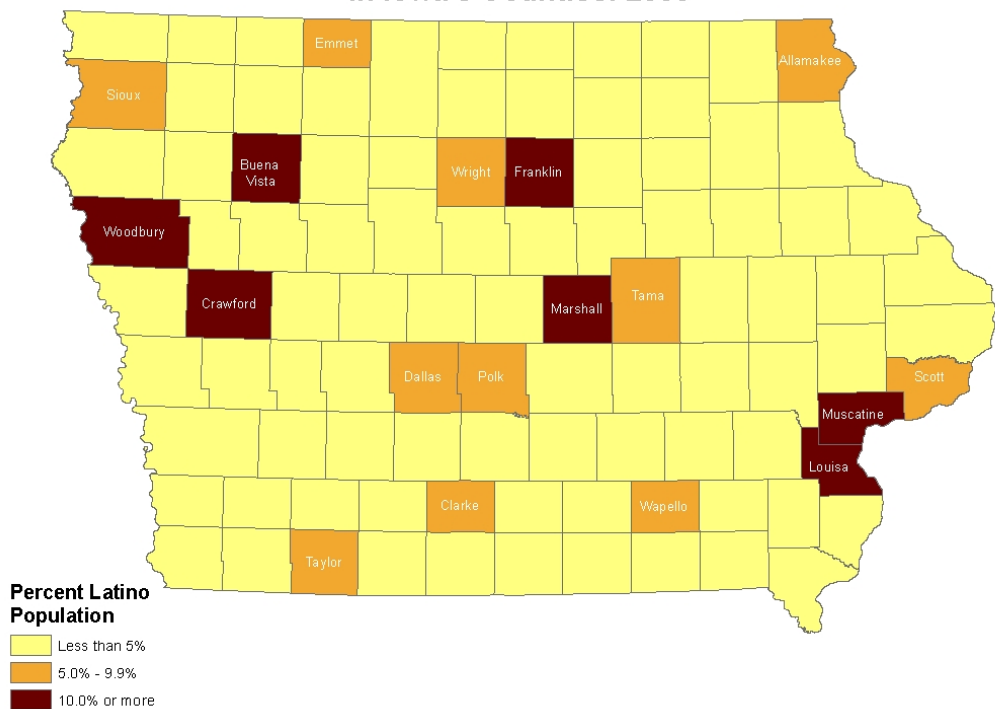 Emmet
Allamakee
Sioux
Buena
Vista
Wright
Franklin
Woodbury
Crawford
Marshall
Tama
Dallas
Polk
Scott
Muscatine
Louisa
Clarke
Wapello
Taylor
Percent Latino
Population
Less than 5%
5.0% - 9.9%
10.0% or more